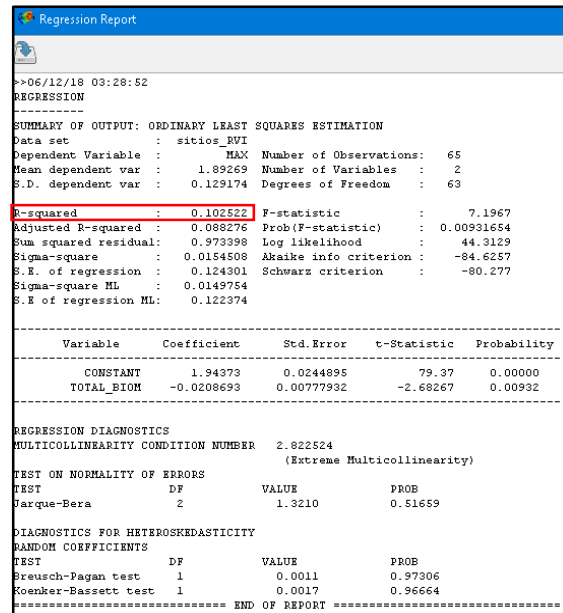 Regression Report
>>06/12/18 03:28:52
REGRESSION
----------
SUMMARY OF OUTPUT: ORDINARY LEAST SQUARES ESTIMATION
Data set : sitios_RVI
Dependent Variable : MAX Number of Observations: 65
Mean dependent var : 1.89269 Number of Variables : 2
S.D. dependent var : 0.129174 Degrees of Freedom : 63
R-squared : 0.102522 F-statistic : 7.1967
Adjusted R-squared : 0.088276 Prob(F-statistic) : 0.00931654
Sum squared residual: 0.973398 Log likelihood : 44.3129
Sigma-square : 0.0154508 Akaike info criterion : -84.6257
S.E. of regression : 0.124301 Schwarz criterion : -80.277
Sigma-square ML : 0.0149754
S.E of regression ML: 0.122374
Variable Coefficient Std.Error t-Statistic Probability
CONSTANT 1.94373 0.0244895 79.37 0.00000
TOTAL_BIOM -0.0208693 0.00777932 -2.68267 0.00932
REGRESSION DIAGNOSTICS
MULTICOLLINEARITY CONDITION NUMBER 2.822524
(Extreme Multicollinearity)
TEST ON NORMALITY OF ERRORS
TEST DF VALUE PROB
Jarque-Bera 2 1.3210 0.51659
DIAGNOSTICS FOR HETEROSKEDASTICITY
RANDOM COEFFICIENTS
TEST DF VALUE PROB
Breusch-Pagan test 1 0.0011 0.97306
Koenker-Bassett test 1 0.0017 0.96664
============================== END OF REPORT ==============================